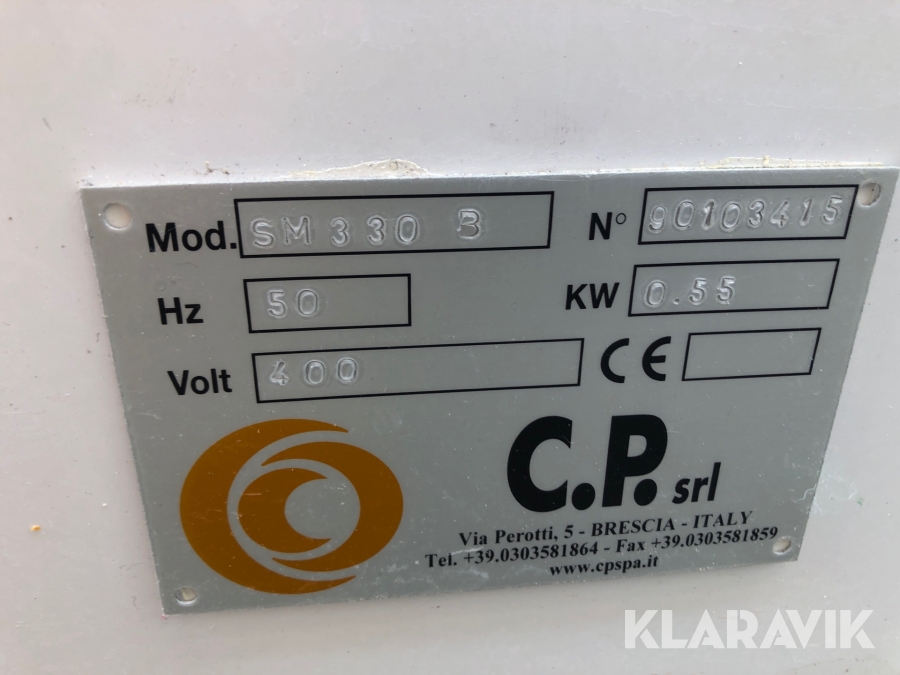 Mod. SM 330 B N° 90103415
Hz 50 KW 0.55
Volt 400 CE
C.P. srl
Via Perotti, 5 - BRESCIA - ITALY
Tel. +39.0303581864 - Fax +39.0303581859
www.cpspa.it
KLARAVIK